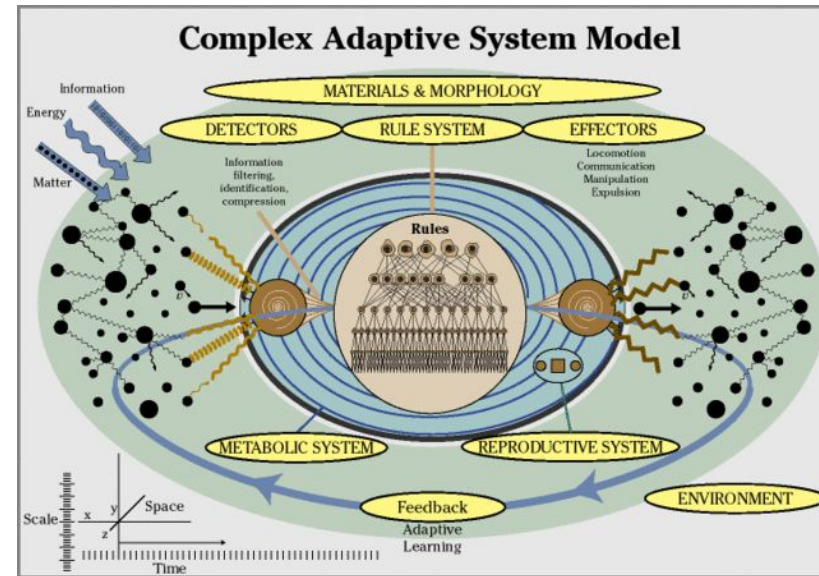 Complex Adaptive System Model
MATERIALS & MORPHOLOGY
DETECTORS
RULE SYSTEM
EFFECTORS
Information
Energy
Matter
Information
filtering,
identification,
compression
Locomotion
Communication
Manipulation
Expulsion
Rules
υ
υ
METABOLIC SYSTEM
REPRODUCTIVE SYSTEM
ENVIRONMENT
Feedback
Adaptive
Learning
Scale
x
y
z
Space
Time